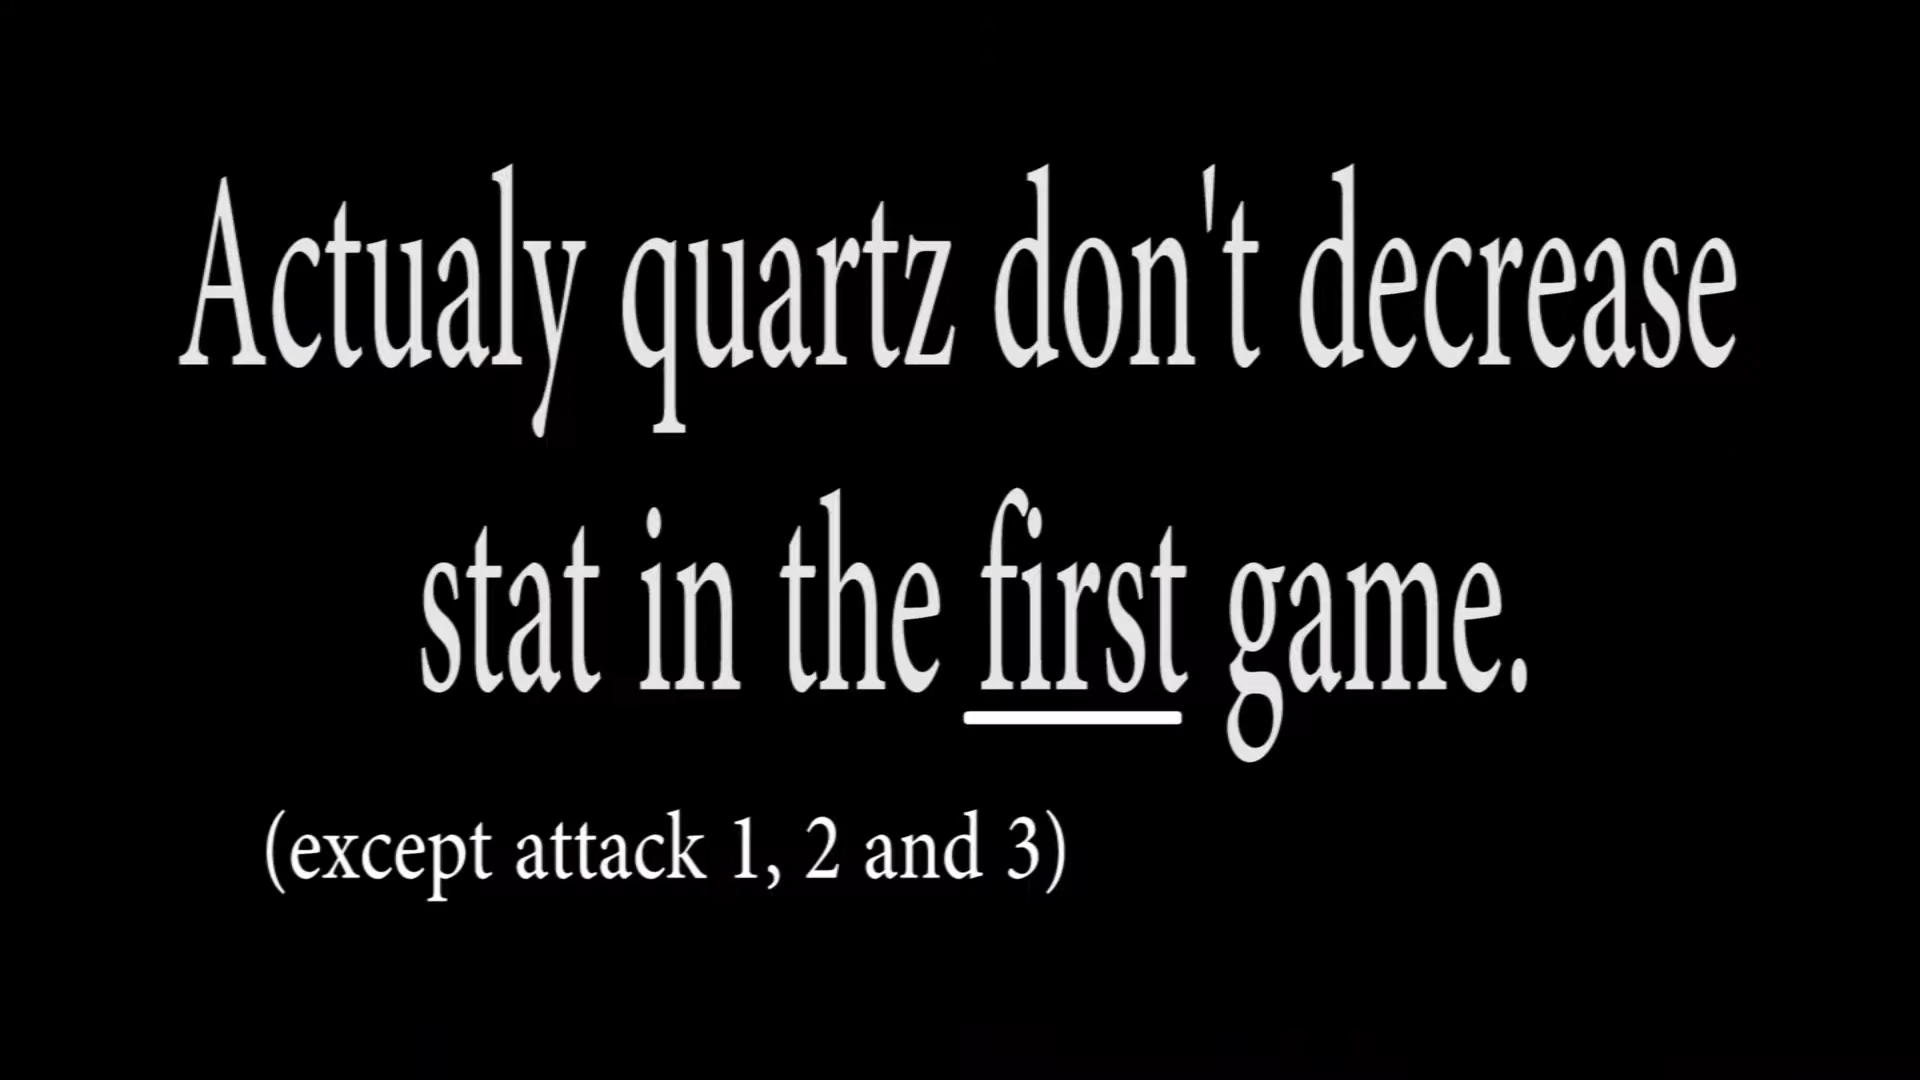 Actualy quartz don't decrease
stat in the first game.
(except attack 1, 2 and 3)